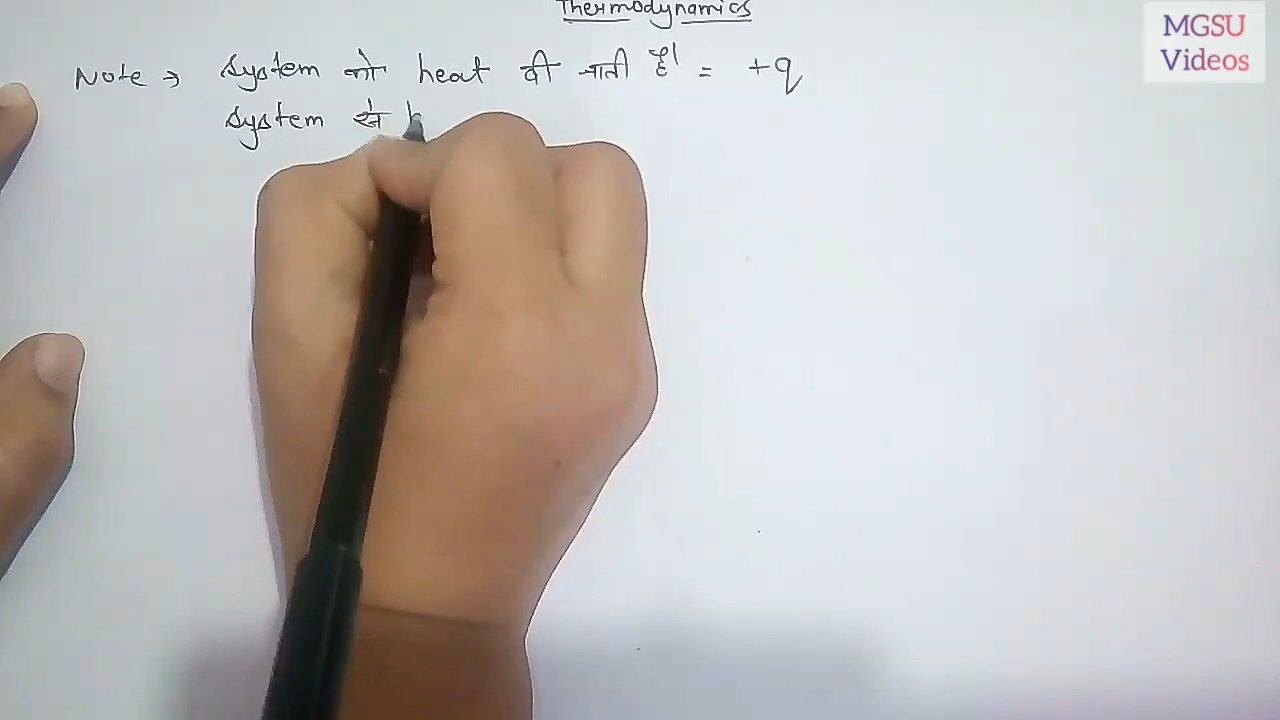 Thermodynamics
MGSU
Videos
Note → System को heat दी जाती है। = +q
System से h